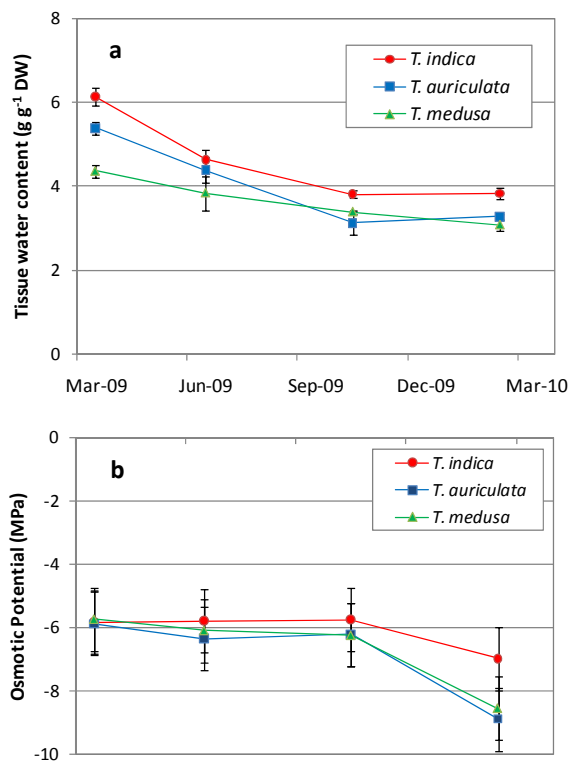 a
T. indica
T. auriculata
T. medusa
8
6
4
2
0
Tissue water content (g g⁻¹ DW)
Mar-09 Jun-09 Sep-09 Dec-09 Mar-10
b
T. indica
T. auriculata
T. medusa
0
-2
-4
-6
-8
-10
Osmotic Potential (MPa)